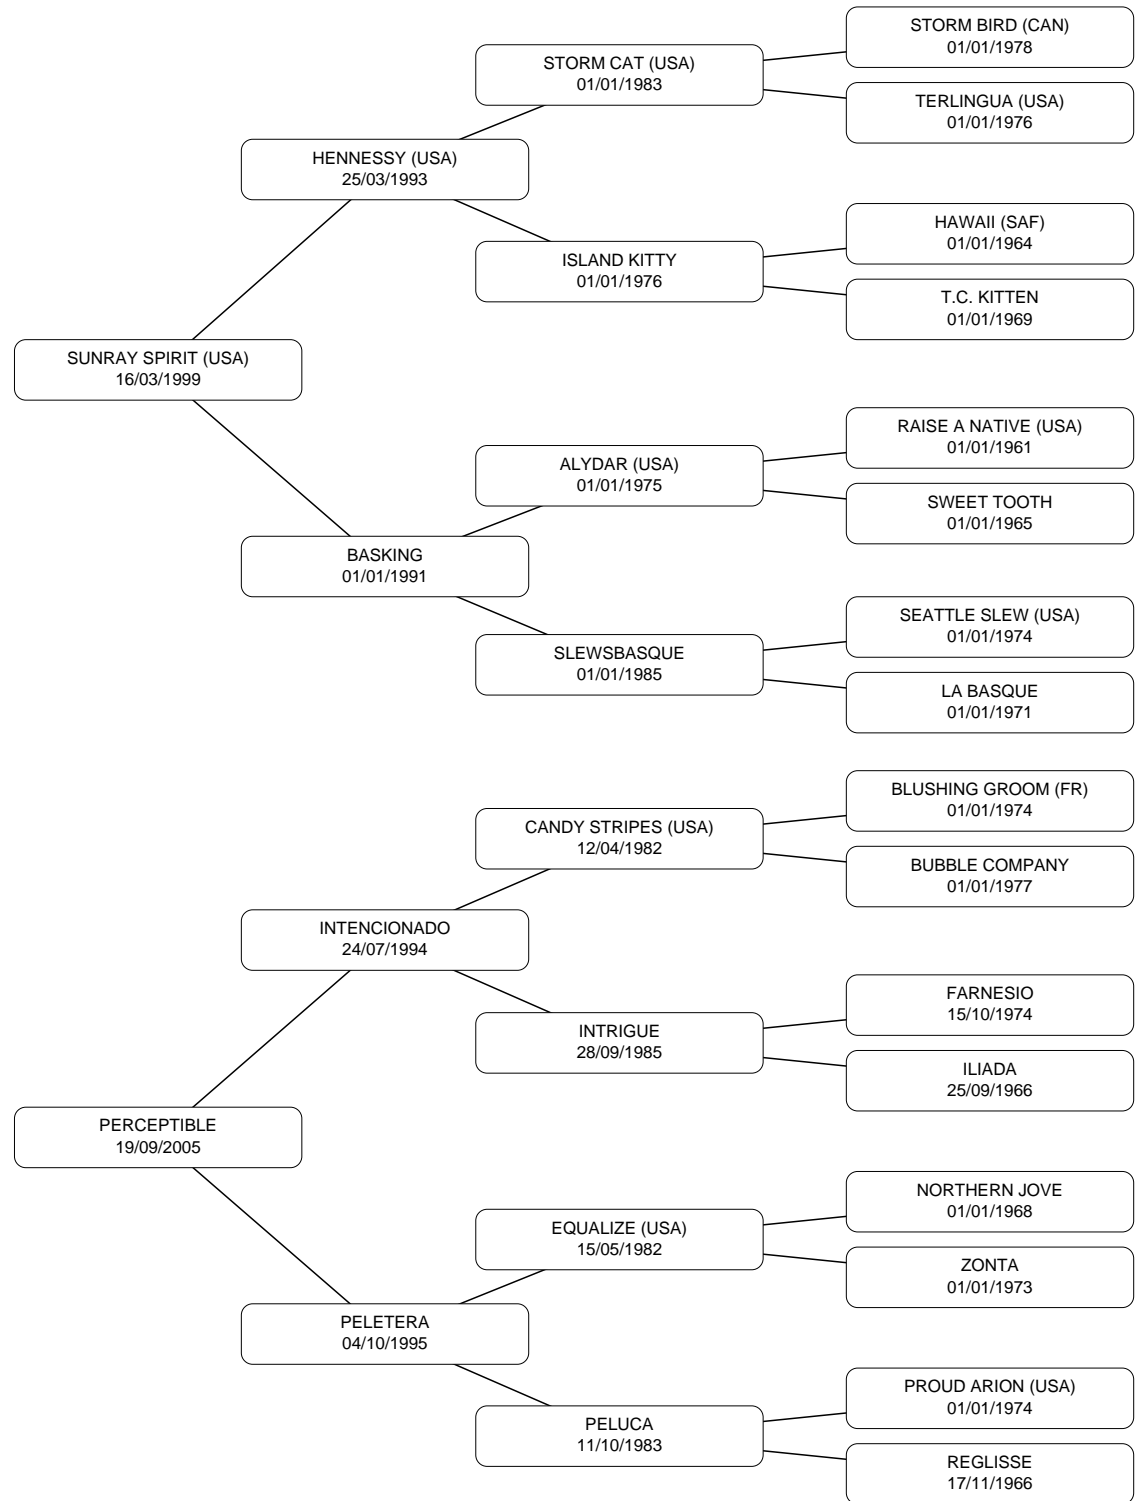 STORM BIRD (CAN)
01/01/1978
STORM CAT (USA)
01/01/1983
TERLINGUA (USA)
01/01/1976
HENNESSY (USA)
25/03/1993
HAWAII (SAF)
01/01/1964
ISLAND KITTY
01/01/1976
T.C. KITTEN
01/01/1969
SUNRAY SPIRIT (USA)
16/03/1999
RAISE A NATIVE (USA)
01/01/1961
ALYDAR (USA)
01/01/1975
SWEET TOOTH
01/01/1965
BASKING
01/01/1991
SEATTLE SLEW (USA)
01/01/1974
SLEWSBASQUE
01/01/1985
LA BASQUE
01/01/1971
BLUSHING GROOM (FR)
01/01/1974
CANDY STRIPES (USA)
12/04/1982
BUBBLE COMPANY
01/01/1977
INTENCIONADO
24/07/1994
FARNESIO
15/10/1974
INTRIGUE
28/09/1985
ILIADA
25/09/1966
PERCEPTIBLE
19/09/2005
NORTHERN JOVE
01/01/1968
EQUALIZE (USA)
15/05/1982
ZONTA
01/01/1973
PELETERA
04/10/1995
PROUD ARION (USA)
01/01/1974
PELUCA
11/10/1983
REGLISSE
17/11/1966